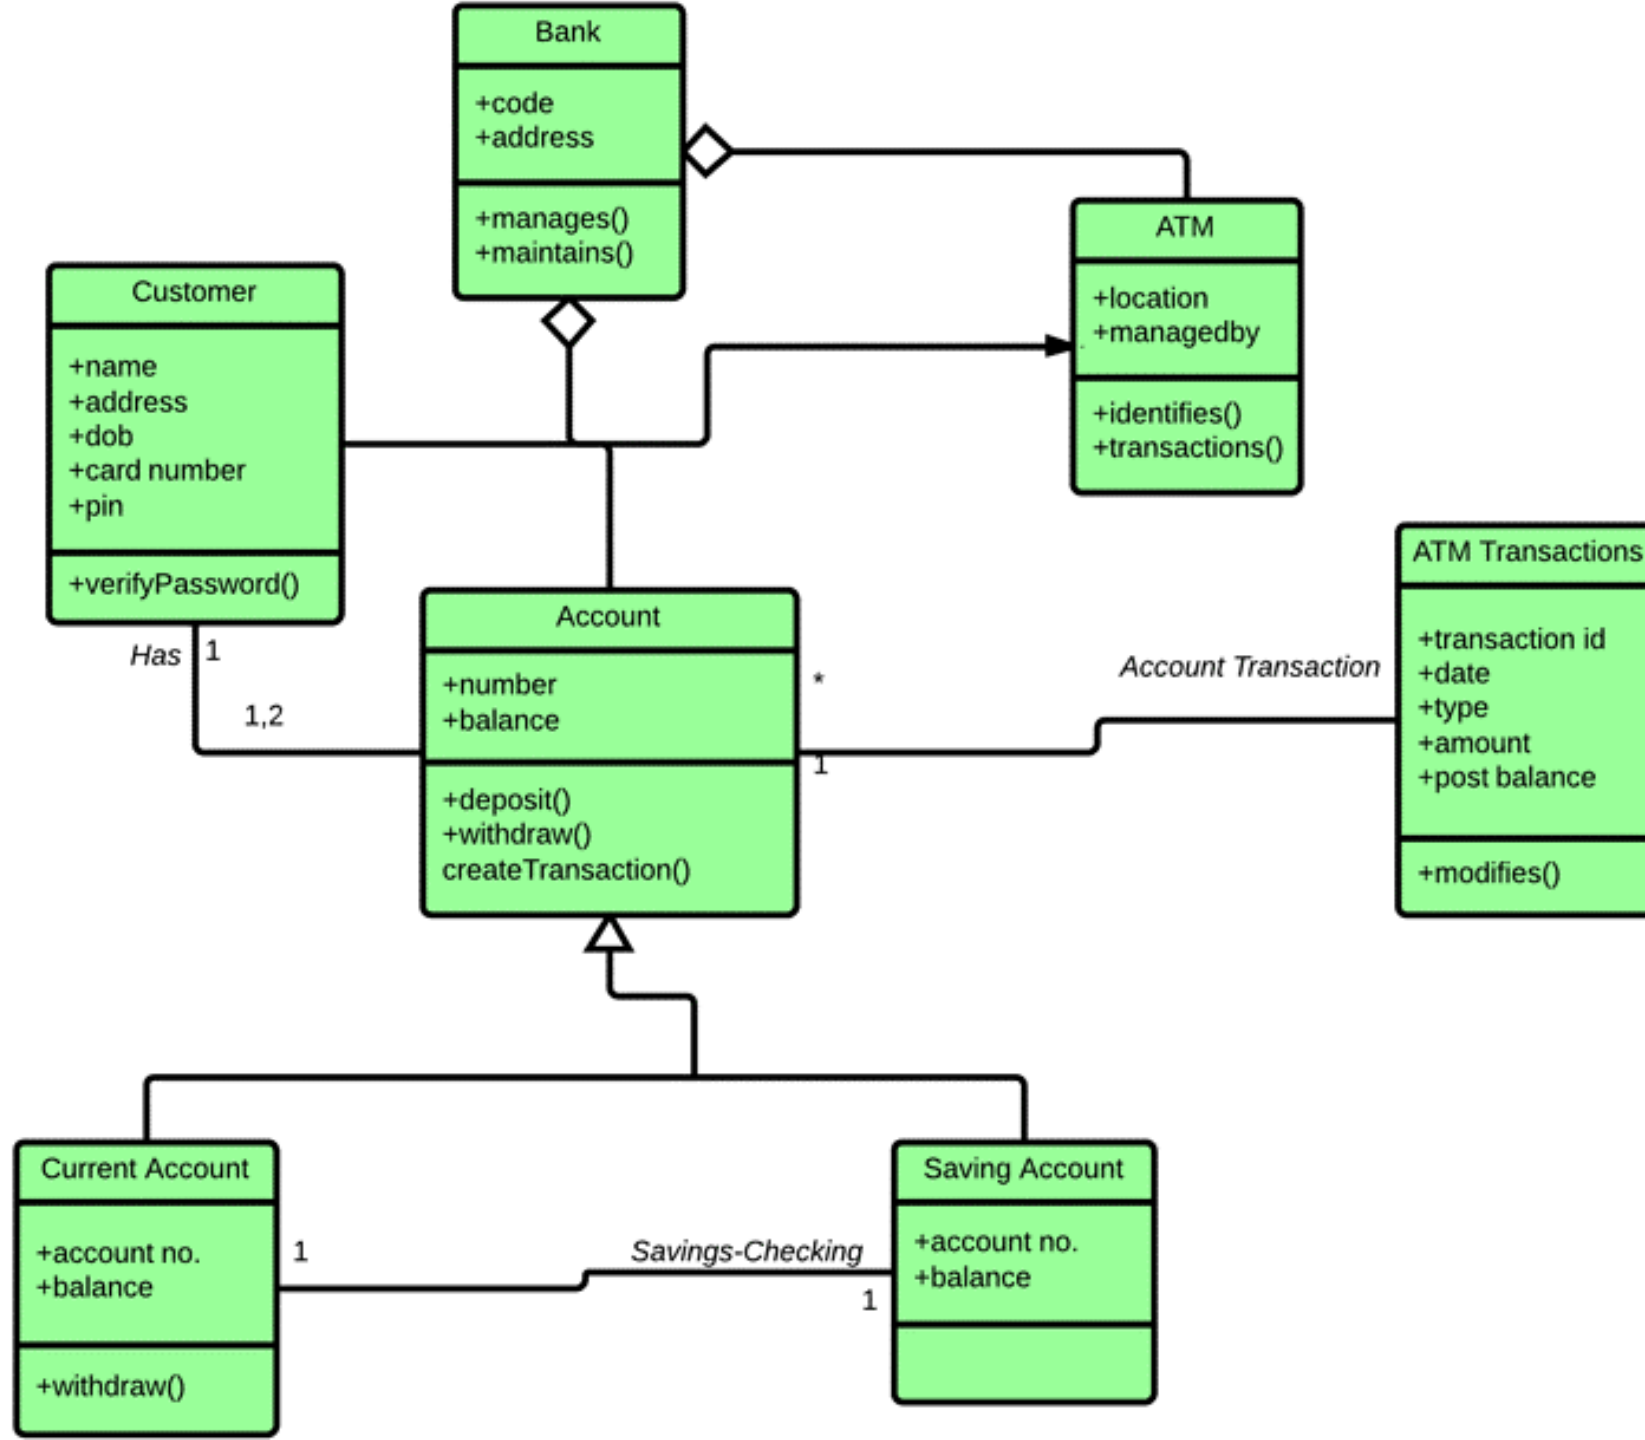 Bank
+code
+address
+manages()
+maintains()
ATM
+location
+managedby
+identifies()
+transactions()
Customer
+name
+address
+dob
+card number
+pin
+verifyPassword()
Has
1
1,2
Account
+number
+balance
+deposit()
+withdraw()
createTransaction()
*
1
Account Transaction
ATM Transactions
+transaction id
+date
+type
+amount
+post balance
+modifies()
Current Account
+account no.
+balance
+withdraw()
1
Savings-Checking
1
Saving Account
+account no.
+balance